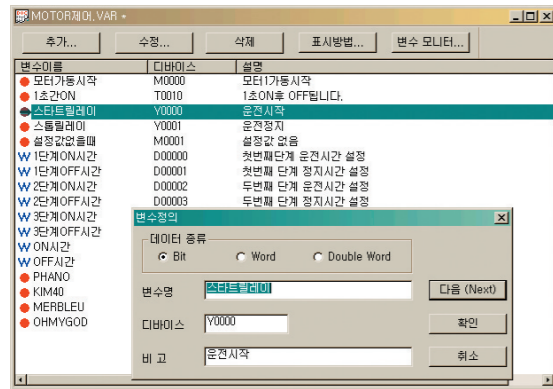 MOTOR제어.VAR *
추가... 수정... 삭제 표시방법... 변수 모니터...
변수이름 디바이스 설명
모터가동시작 M0000 모터1가동시작
1초간ON T0010 1초ON후 OFF됩니다.
스타트릴레이 Y0000 운전시작
스톱릴레이 Y0001 운전정지
설정값없을때 M0001 설정값 없음
W 1단계ON시간 D00000 첫번째단계 운전시간 설정
W 1단계OFF시간 D00001 첫번째 단계 정지시간 설정
W 2단계ON시간 D00002 두번째 단계 운전시간 설정
W 2단계OFF시간 D00003 두번째 단계 정지시간 설정
W 3단계ON시간
W 3단계OFF시간
W ON시간
W OFF시간
PHANO
KIM40
MERBLEU
OHMYGOD
변수정의
데이터 종류
Bit Word Double Word
변수명 스타트릴레이 다음 (Next)
디바이스 Y0000 확인
비 고 운전시작 취소